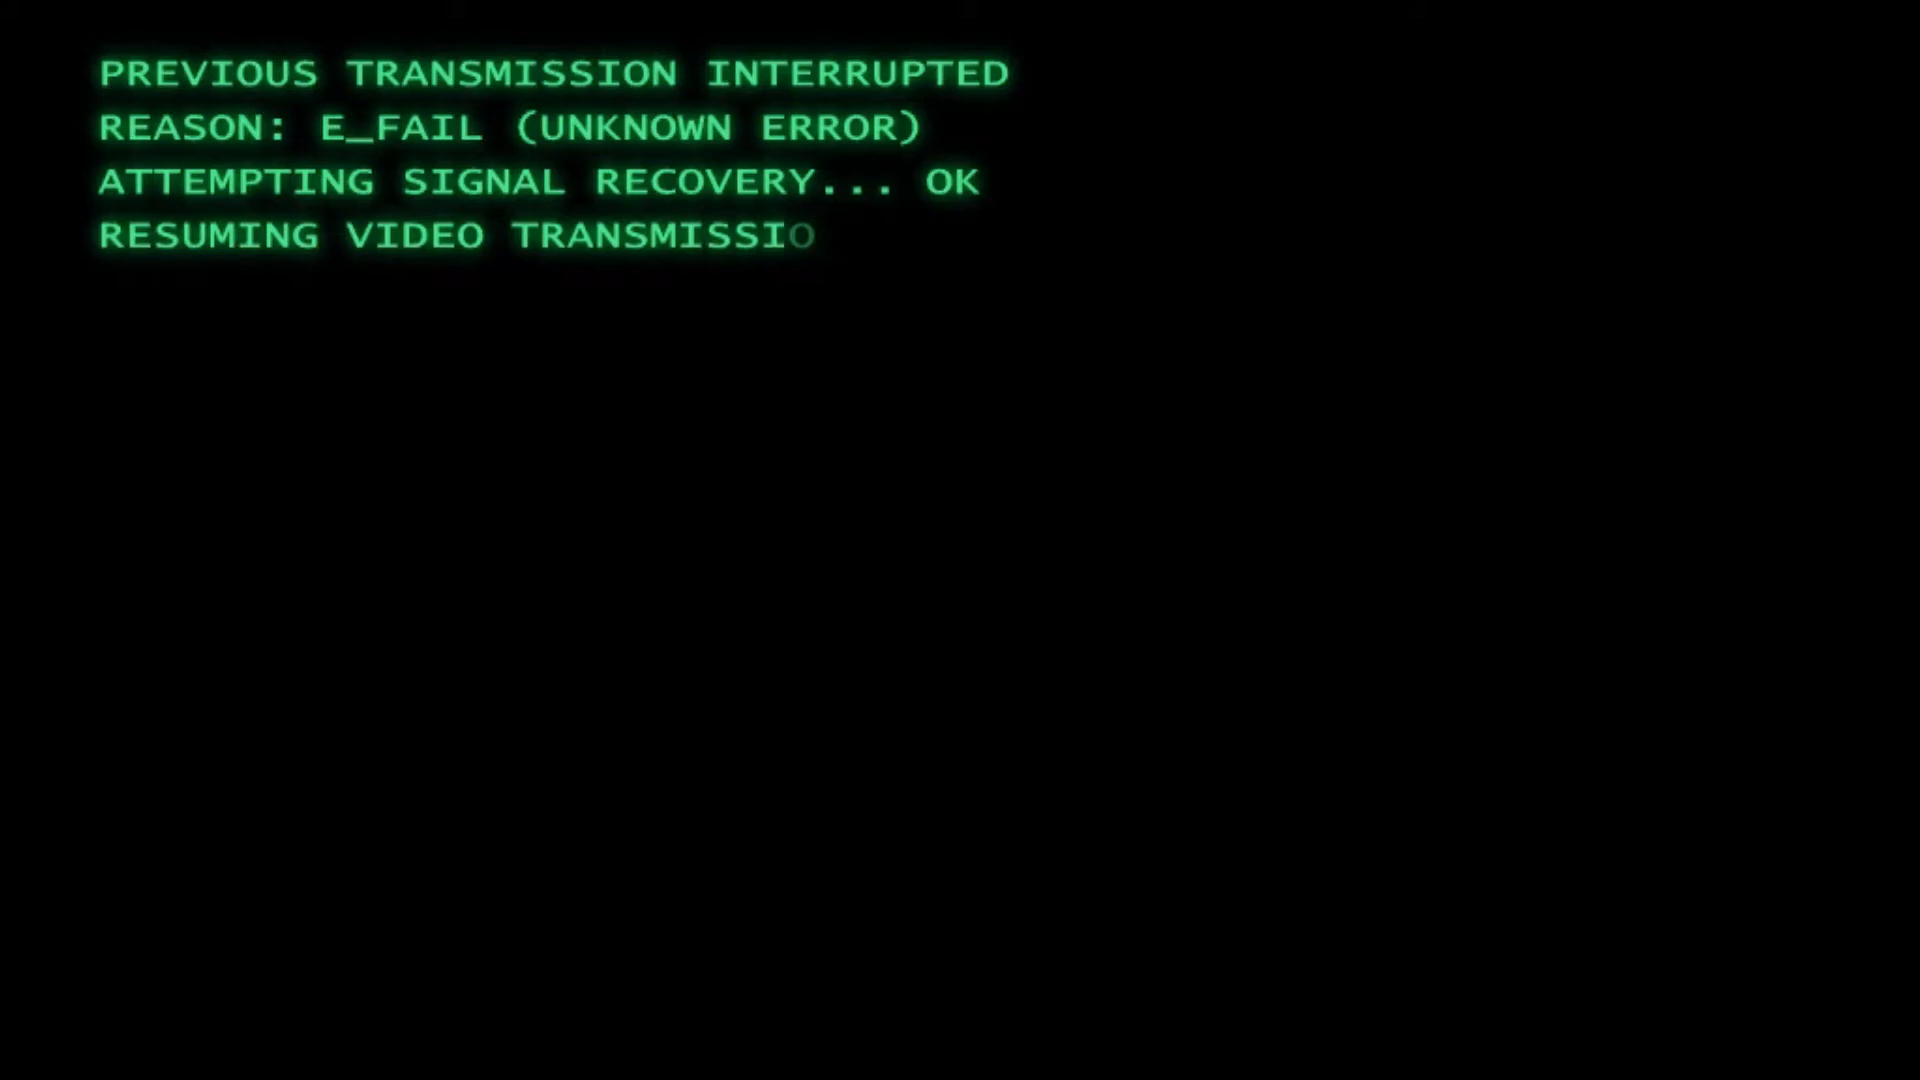 PREVIOUS TRANSMISSION INTERRUPTED
REASON: E_FAIL (UNKNOWN ERROR)
ATTEMPTING SIGNAL RECOVERY... OK
RESUMING VIDEO TRANSMISSIO